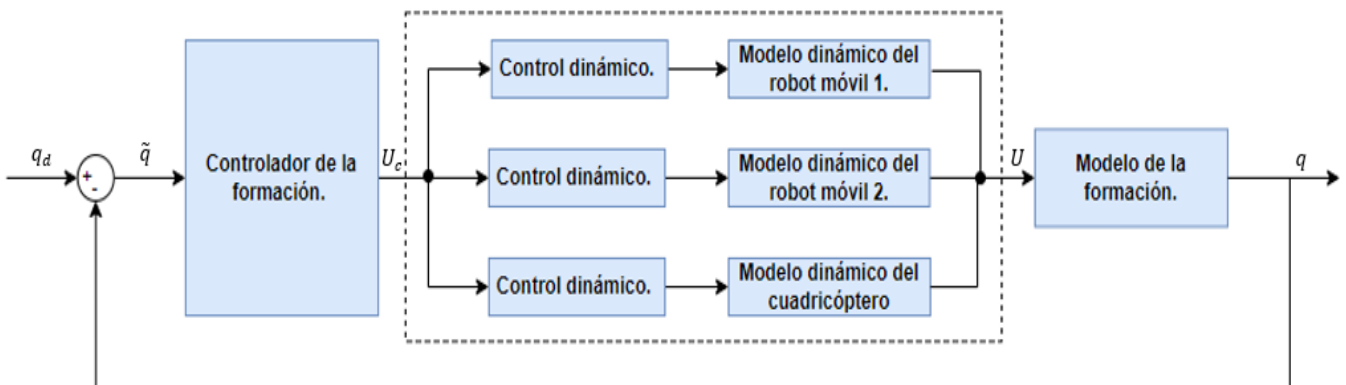 q_d
+
-
q̃
Controlador de la
formación.
U_c
Control dinámico.
Modelo dinámico del
robot móvil 1.
Control dinámico.
Modelo dinámico del
robot móvil 2.
Control dinámico.
Modelo dinámico del
cuadricóptero
U
Modelo de la
formación.
q